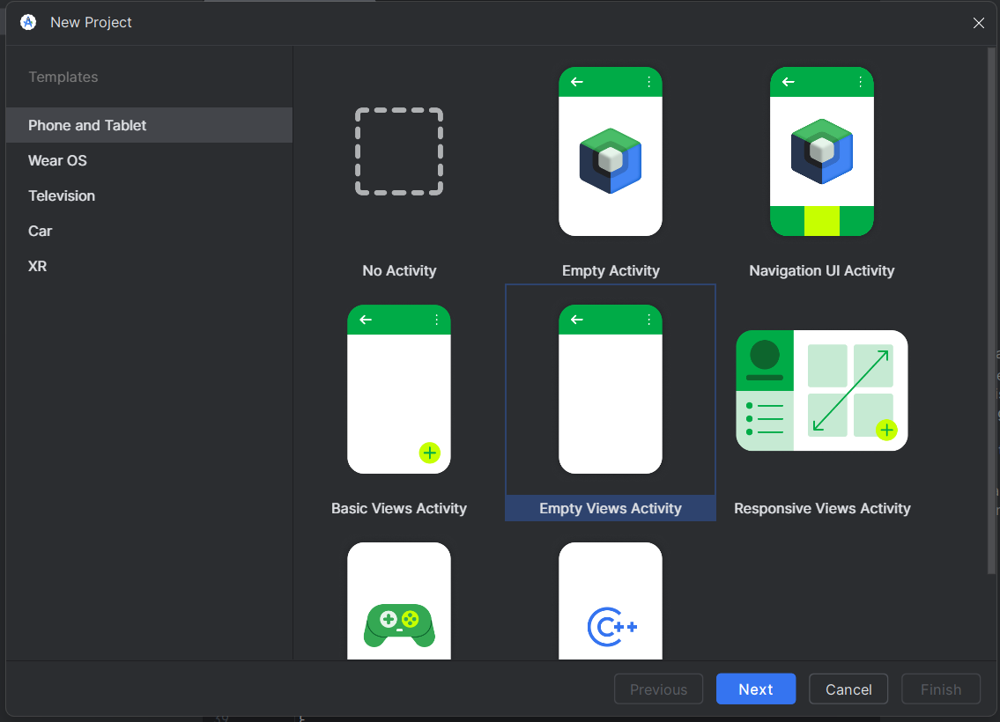 New Project
Templates
Phone and Tablet
Wear OS
Television
Car
XR
No Activity
Empty Activity
Navigation UI Activity
Basic Views Activity
Empty Views Activity
Responsive Views Activity
C++
Previous
Next
Cancel
Finish